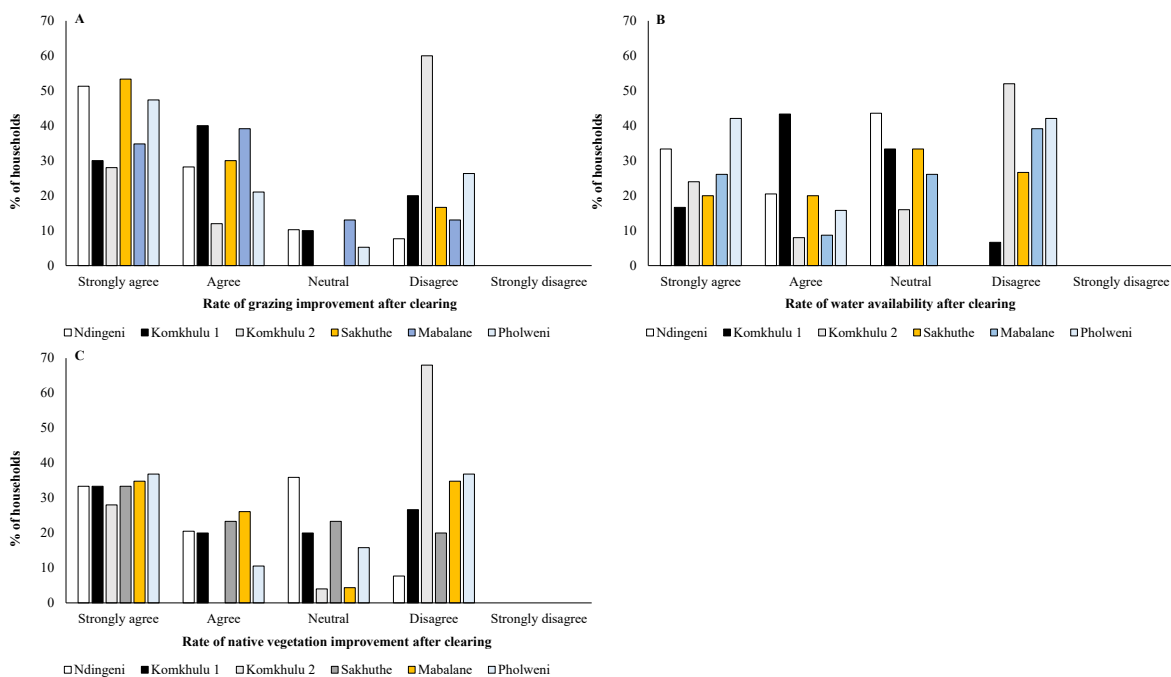 A
70
60
50
40
30
20
10
0
% of households
Strongly agree Agree Neutral Disagree Strongly disagree
Rate of grazing improvement after clearing
Ndingeni Komkhulu 1 Komkhulu 2 Sakhuthe Mabalane Pholweni
B
70
60
50
40
30
20
10
0
% of households
Strongly agree Agree Neutral Disagree Strongly disagree
Rate of water availability after clearing
Ndingeni Komkhulu 1 Komkhulu 2 Sakhuthe Mabalane Pholweni
C
70
60
50
40
30
20
10
0
% of households
Strongly agree Agree Neutral Disagree Strongly disagree
Rate of native vegetation improvement after clearing
Ndingeni Komkhulu 1 Komkhulu 2 Sakhuthe Mabalane Pholweni